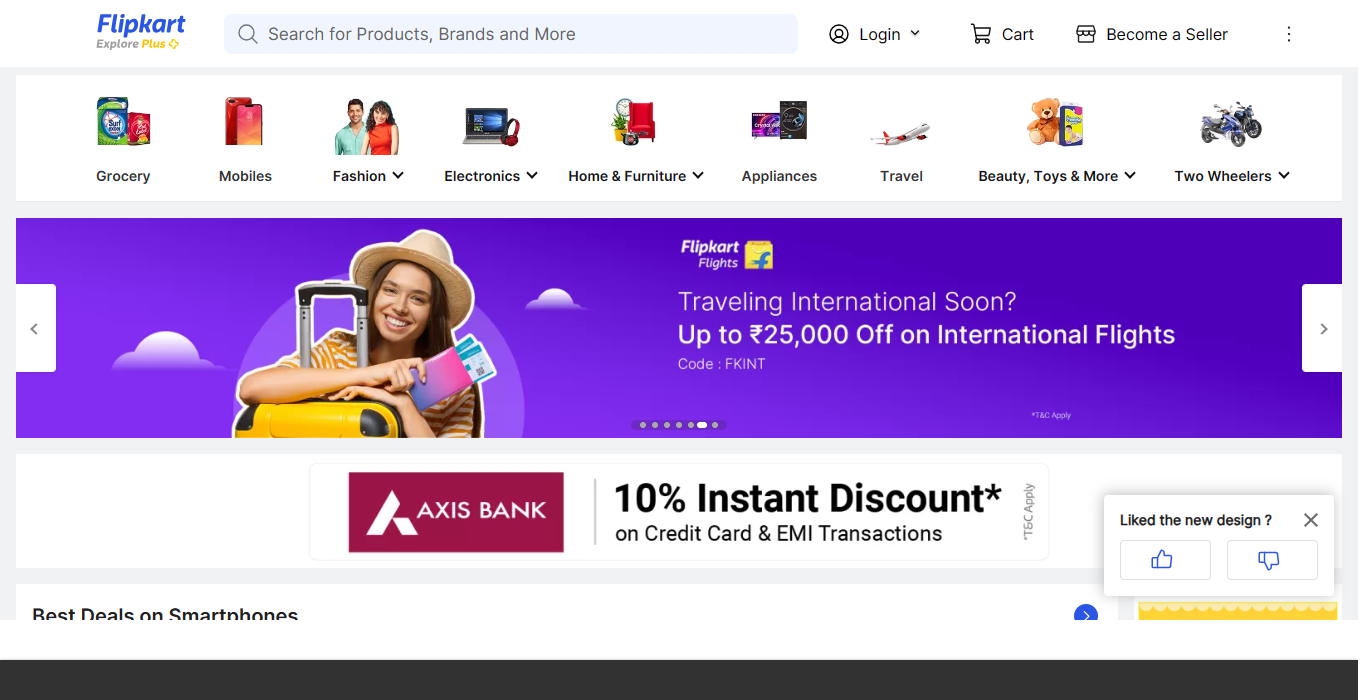 Flipkart
Explore Plus
Search for Products, Brands and More
Login
Cart
Become a Seller
Grocery
Mobiles
Fashion
Electronics
Home & Furniture
Appliances
Travel
Beauty, Toys & More
Two Wheelers
Flipkart
Flights
Traveling International Soon?
Up to ₹25,000 Off on International Flights
Code : FKINT
*T&C Apply
AXIS BANK
10% Instant Discount*
on Credit Card & EMI Transactions
*T&C Apply
Liked the new design ?
Best Deals on Smartphones